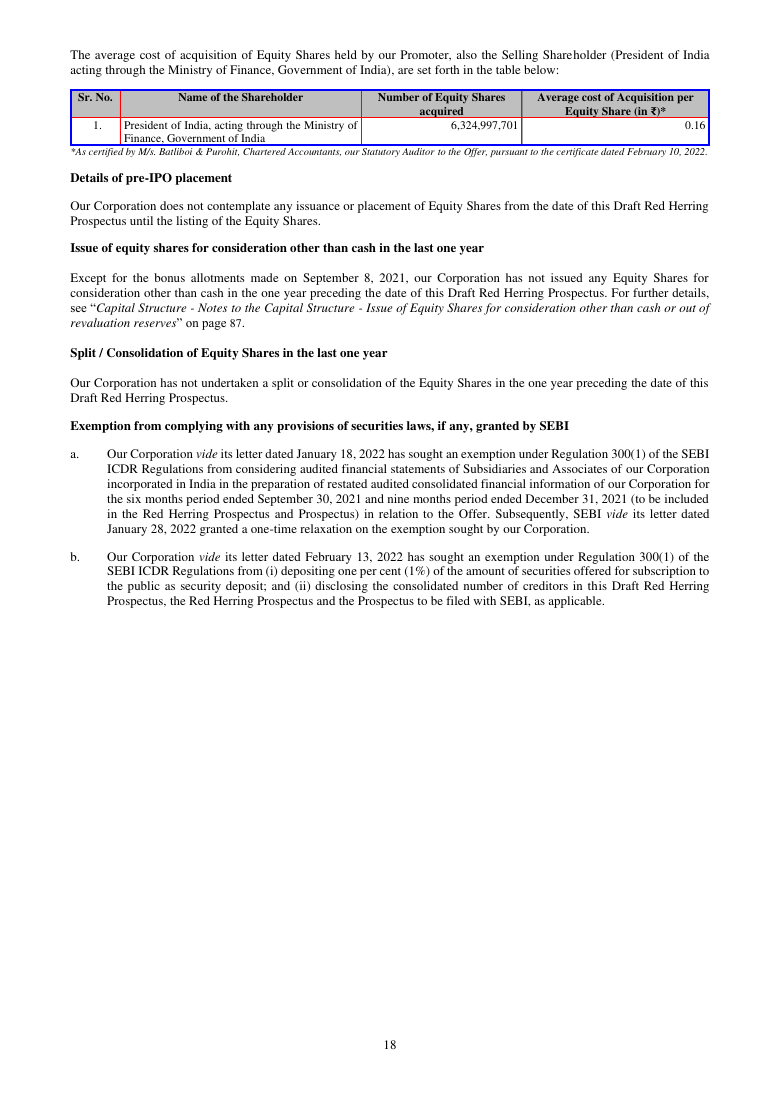 The average cost of acquisition of Equity Shares held by our Promoter, also the Selling Shareholder (President of India
acting through the Ministry of Finance, Government of India), are set forth in the table below:
Sr. No. Name of the Shareholder Number of Equity Shares acquired Average cost of Acquisition per Equity Share (in ₹)*
1. President of India, acting through the Ministry of Finance, Government of India 6,324,997,701 0.16
*As certified by M/s. Batliboi & Purohit, Chartered Accountants, our Statutory Auditor to the Offer, pursuant to the certificate dated February 10, 2022.
Details of pre-IPO placement
Our Corporation does not contemplate any issuance or placement of Equity Shares from the date of this Draft Red Herring
Prospectus until the listing of the Equity Shares.
Issue of equity shares for consideration other than cash in the last one year
Except for the bonus allotments made on September 8, 2021, our Corporation has not issued any Equity Shares for
consideration other than cash in the one year preceding the date of this Draft Red Herring Prospectus. For further details,
see “Capital Structure - Notes to the Capital Structure - Issue of Equity Shares for consideration other than cash or out of
revaluation reserves” on page 87.
Split / Consolidation of Equity Shares in the last one year
Our Corporation has not undertaken a split or consolidation of the Equity Shares in the one year preceding the date of this
Draft Red Herring Prospectus.
Exemption from complying with any provisions of securities laws, if any, granted by SEBI
a. Our Corporation vide its letter dated January 18, 2022 has sought an exemption under Regulation 300(1) of the SEBI
ICDR Regulations from considering audited financial statements of Subsidiaries and Associates of our Corporation
incorporated in India in the preparation of restated audited consolidated financial information of our Corporation for
the six months period ended September 30, 2021 and nine months period ended December 31, 2021 (to be included
in the Red Herring Prospectus and Prospectus) in relation to the Offer. Subsequently, SEBI vide its letter dated
January 28, 2022 granted a one-time relaxation on the exemption sought by our Corporation.
b. Our Corporation vide its letter dated February 13, 2022 has sought an exemption under Regulation 300(1) of the
SEBI ICDR Regulations from (i) depositing one per cent (1%) of the amount of securities offered for subscription to
the public as security deposit; and (ii) disclosing the consolidated number of creditors in this Draft Red Herring
Prospectus, the Red Herring Prospectus and the Prospectus to be filed with SEBI, as applicable.
18